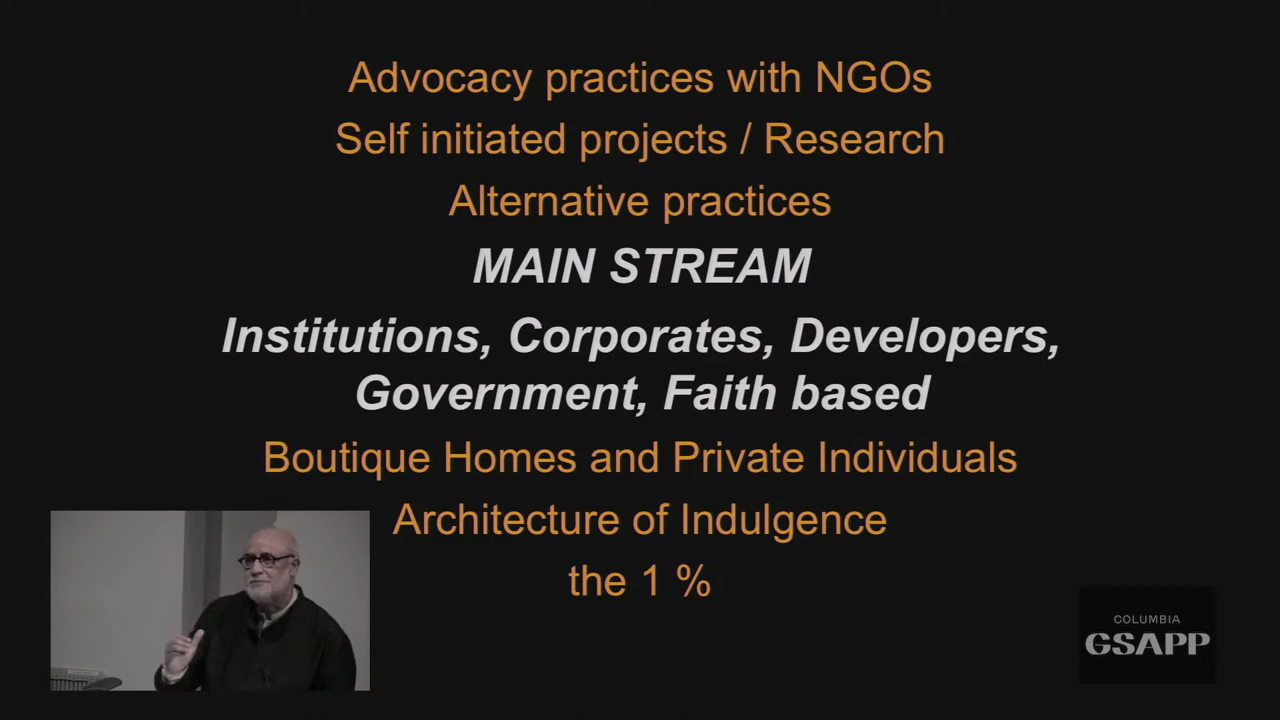 Advocacy practices with NGOs
Self initiated projects / Research
Alternative practices
MAIN STREAM
Institutions, Corporates, Developers,
Government, Faith based
Boutique Homes and Private Individuals
Architecture of Indulgence
the 1 %
COLUMBIA
GSAPP